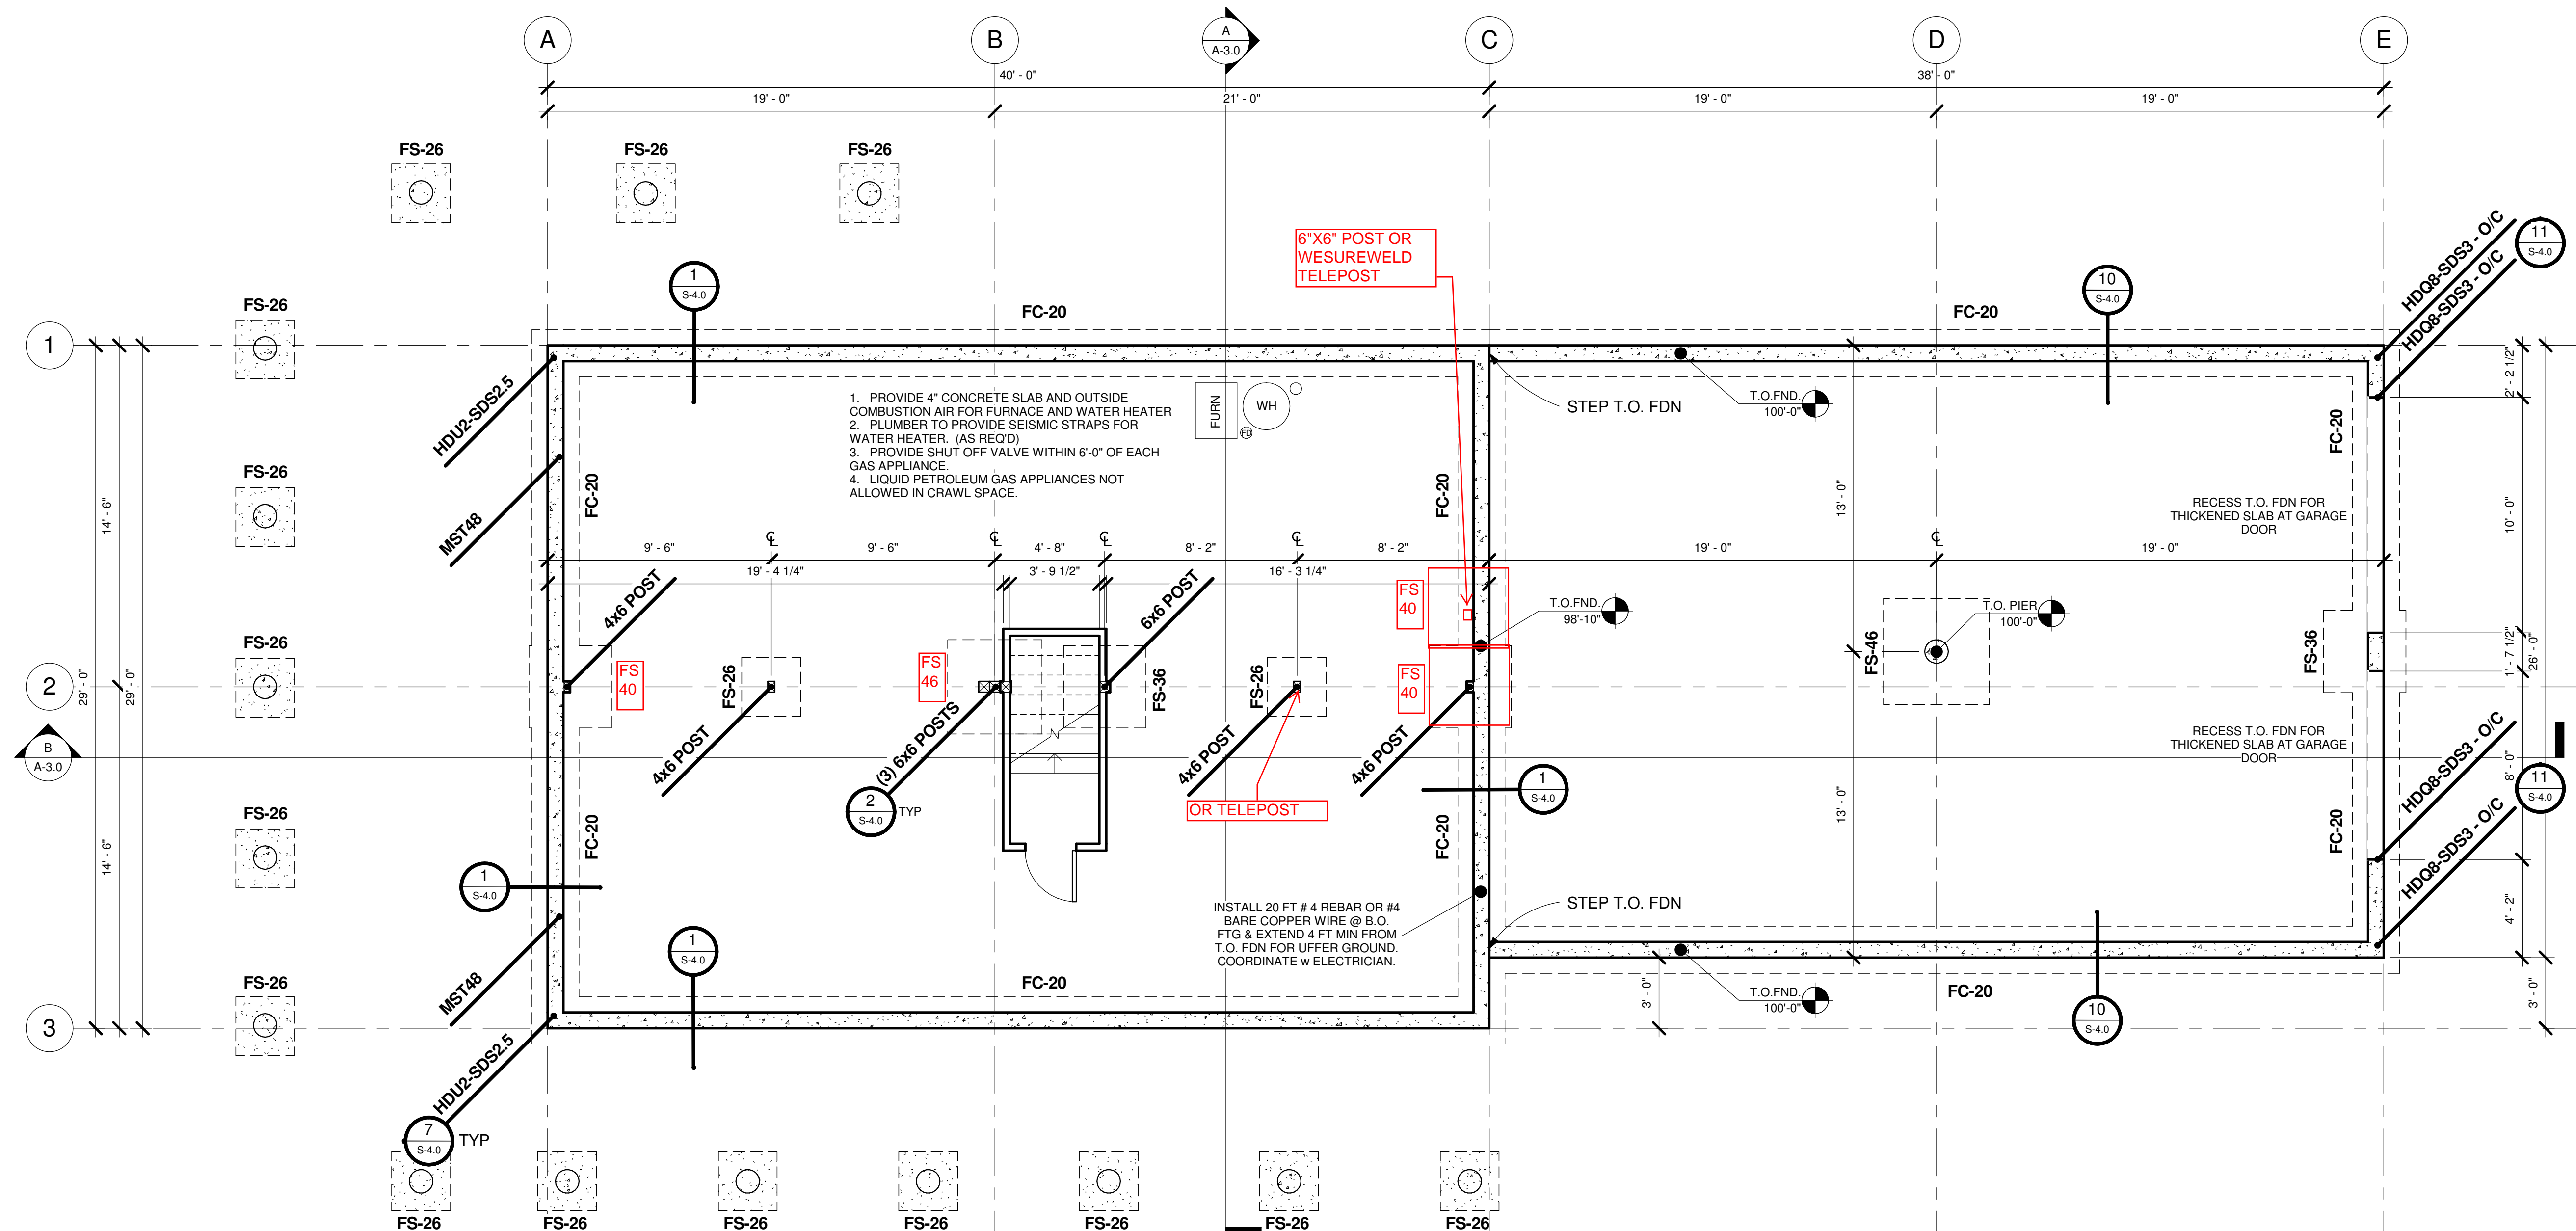 A
B
A
A-3.0
C
D
E
40' - 0"
38' - 0"
19' - 0"
21' - 0"
19' - 0"
19' - 0"
FS-26
FS-26
FS-26
6"X6" POST OR
WESUREWELD
TELEPOST
HDQ8-SDS3 - O/C
HDQ8-SDS3 - O/C
11
S-4.0
1
S-4.0
10
S-4.0
FS-26
FC-20
FC-20
1
HDU2-SDS2.5
1. PROVIDE 4" CONCRETE SLAB AND OUTSIDE
COMBUSTION AIR FOR FURNACE AND WATER HEATER
2. PLUMBER TO PROVIDE SEISMIC STRAPS FOR
WATER HEATER. (AS REQ'D)
3. PROVIDE SHUT OFF VALVE WITHIN 6'-0" OF EACH
GAS APPLIANCE.
4. LIQUID PETROLEUM GAS APPLIANCES NOT
ALLOWED IN CRAWL SPACE.
FURN
WH
FD
STEP T.O. FDN
T.O.FND.
100'-0"
2' - 2 1/2"
FC-20
FS-26
14' - 6"
MST48
FC-20
FC-20
13' - 0"
RECESS T.O. FDN FOR
THICKENED SLAB AT GARAGE
DOOR
10' - 0"
9' - 6"
9' - 6"
4' - 8"
8' - 2"
8' - 2"
19' - 0"
19' - 0"
19' - 4 1/4"
3' - 9 1/2"
16' - 3 1/4"
4x6 POST
6x6 POST
FS
40
T.O.FND.
98'-10"
T.O. PIER
100'-0"
FS-26
2
29' - 0"
29' - 0"
FS
40
FS-26
FS
46
FS-36
FS-26
FS
40
FS-46
FS-36
1' - 7 1/2"
26' - 0"
B
A-3.0
4x6 POST
(3) 6x6 POSTS
2
S-4.0
TYP
4x6 POST
OR TELEPOST
4x6 POST
1
S-4.0
RECESS T.O. FDN FOR
THICKENED SLAB AT GARAGE
DOOR
8' - 0"
HDQ8-SDS3 - O/C
11
S-4.0
HDQ8-SDS3 - O/C
FS-26
14' - 6"
FC-20
FC-20
13' - 0"
FC-20
1
S-4.0
4' - 2"
INSTALL 20 FT # 4 REBAR OR #4
BARE COPPER WIRE @ B.O.
FTG & EXTEND 4 FT MIN FROM
T.O. FDN FOR UFFER GROUND.
COORDINATE w ELECTRICIAN.
STEP T.O. FDN
1
S-4.0
MST48
FS-26
FC-20
3' - 0"
T.O.FND.
100'-0"
FC-20
10
S-4.0
3' - 0"
3
HDU2-SDS2.5
7
S-4.0
TYP
FS-26
FS-26
FS-26
FS-26
FS-26
FS-26
FS-26